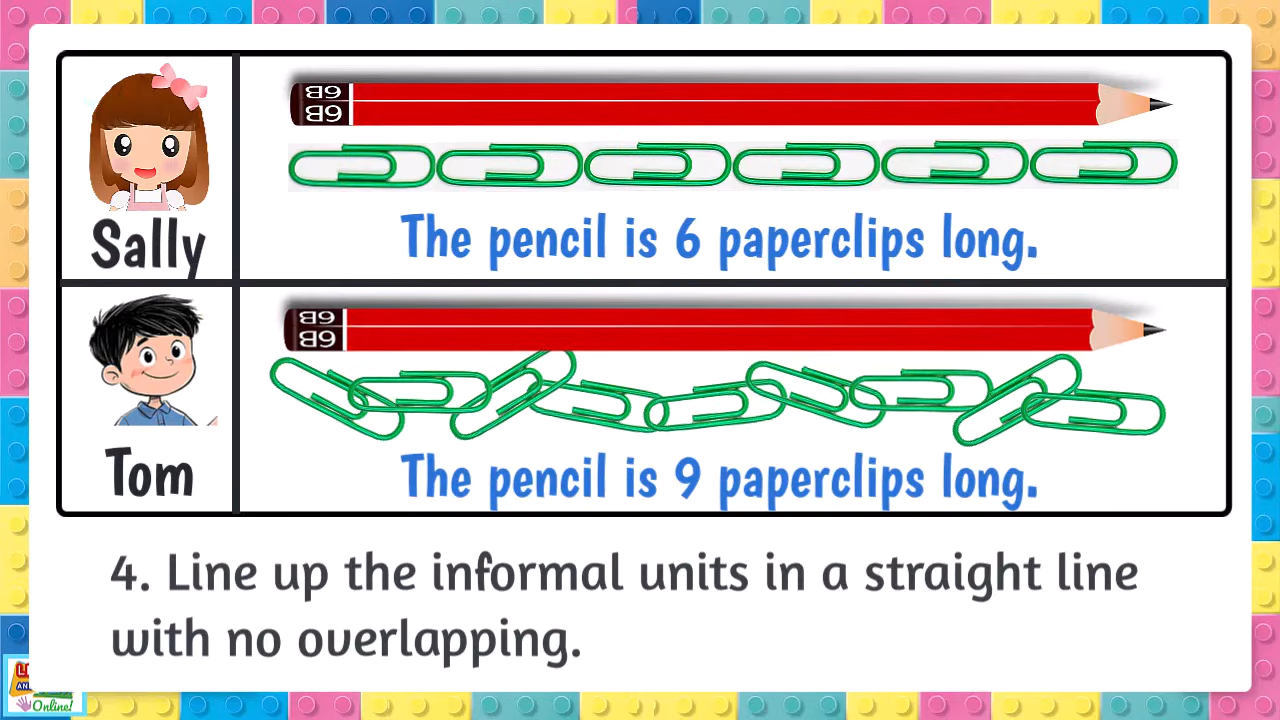 6B
6B
The pencil is 6 paperclips long.
Sally
6B
6B
Tom
The pencil is 9 paperclips long.
4. Line up the informal units in a straight line
with no overlapping.
Online!